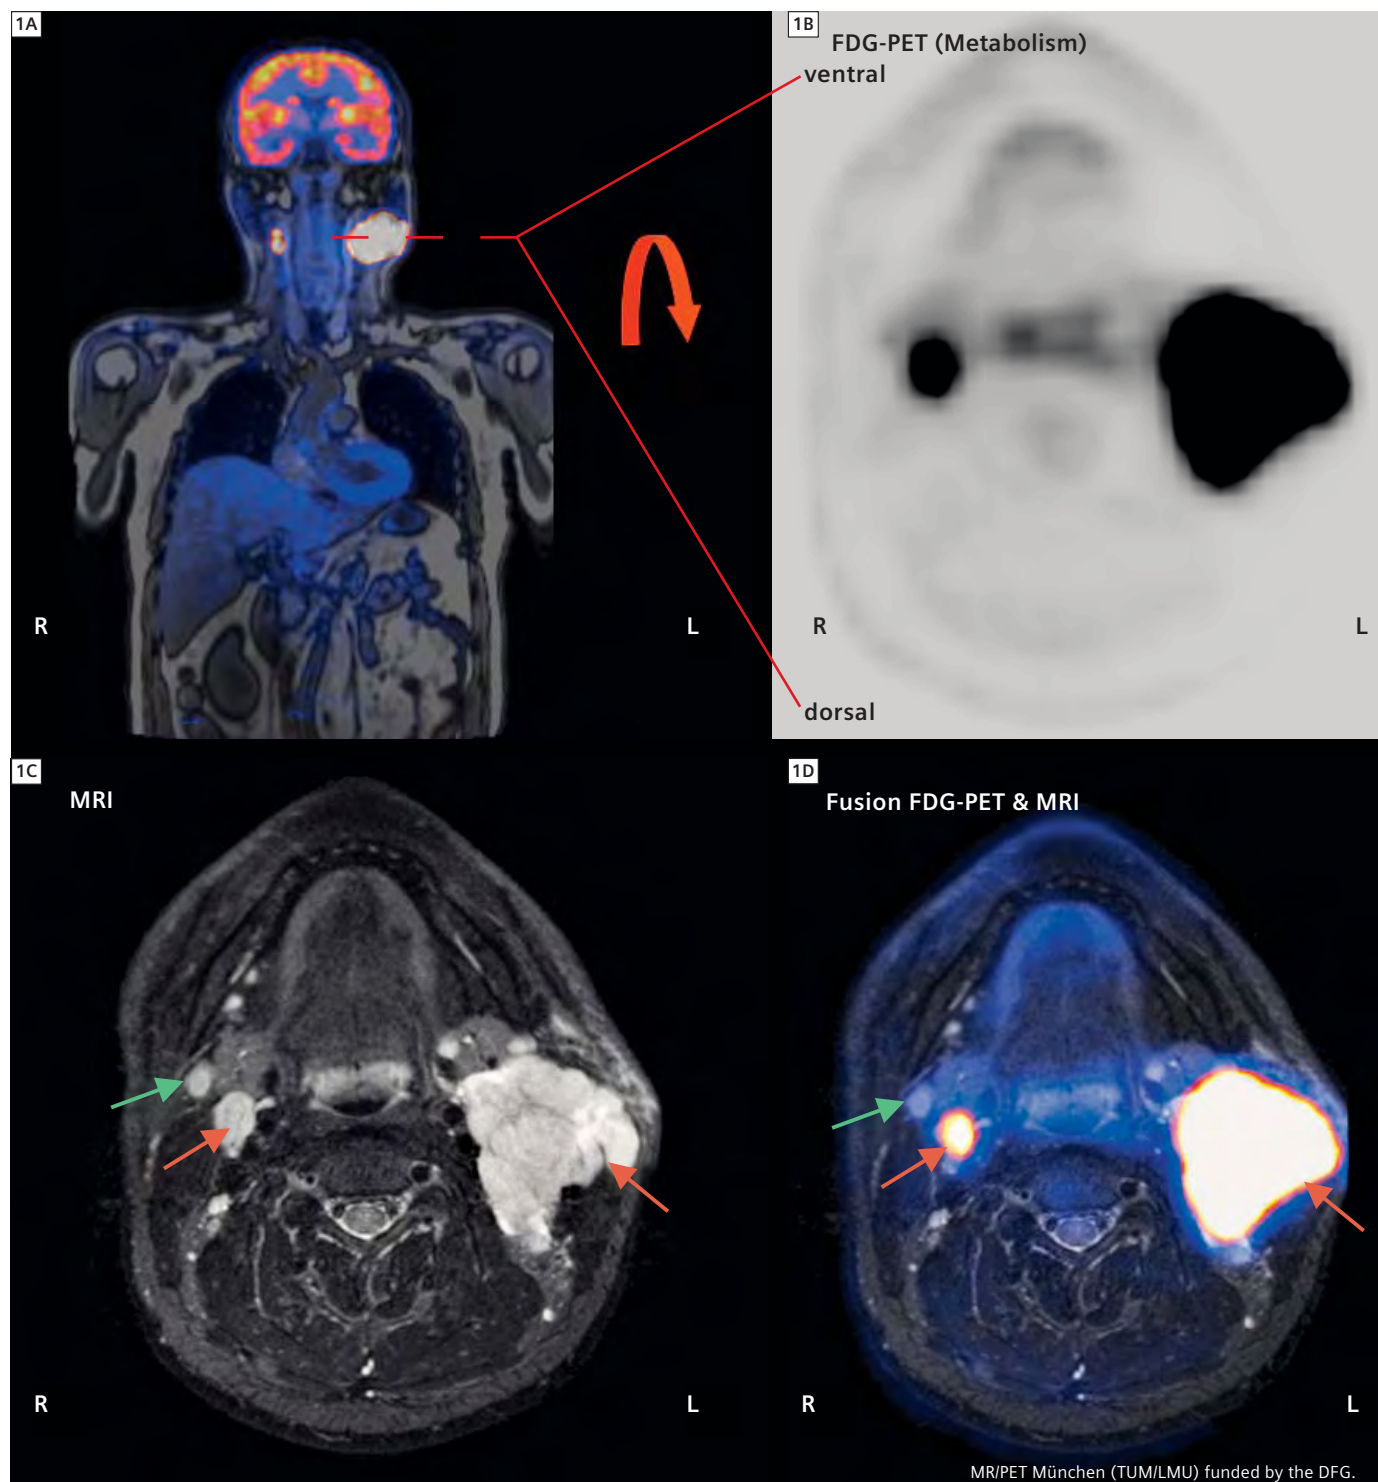 1A
R
L
1B
FDG-PET (Metabolism)
ventral
R
L
dorsal
1C
MRI
R
L
1D
Fusion FDG-PET & MRI
R
L
MR/PET München (TUM/LMU) funded by the DFG.